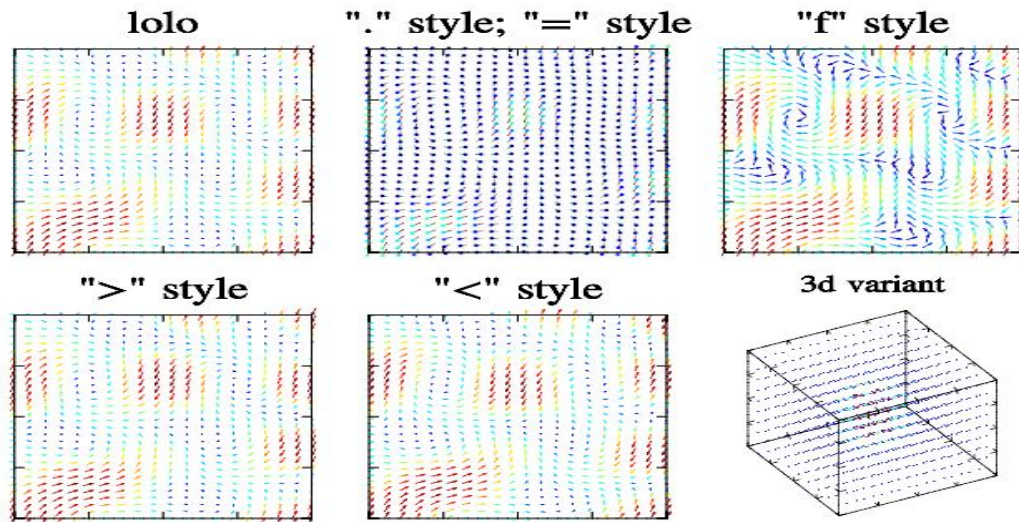 lolo
"." style; "=" style
"f" style
">" style
"<" style
3d variant